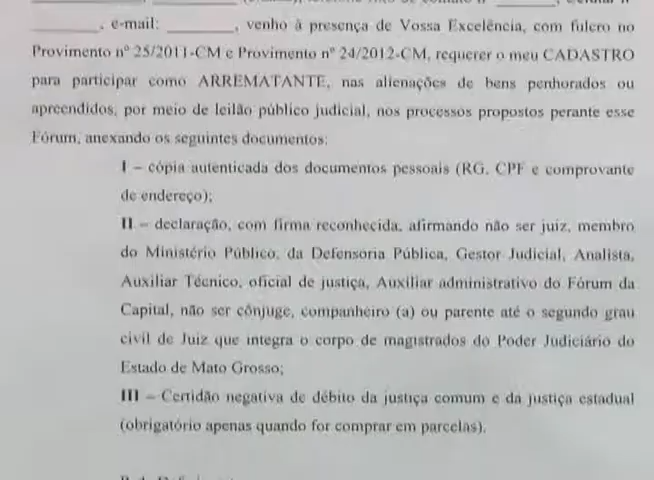 _______, e-mail: ________, venho à presença de Vossa Excelência, com fulcro no
Provimento nº 25/2011-CM e Provimento nº 24/2012-CM, requerer o meu CADASTRO
para participar como ARREMATANTE, nas alienações de bens penhorados ou
apreendidos, por meio de leilão público judicial, nos processos propostos perante esse
Fórum, anexando os seguintes documentos:
I – cópia autenticada dos documentos pessoais (RG, CPF e comprovante
de endereço);
II – declaração, com firma reconhecida, afirmando não ser juiz, membro
do Ministério Público, da Defensoria Pública, Gestor Judicial, Analista,
Auxiliar Técnico, oficial de justiça, Auxiliar administrativo do Fórum da
Capital, não ser cônjuge, companheiro (a) ou parente até o segundo grau
civil de Juiz que integra o corpo de magistrados do Poder Judiciário do
Estado de Mato Grosso;
III – Certidão negativa de débito da justiça comum e da justiça estadual
(obrigatório apenas quando for comprar em parcelas).